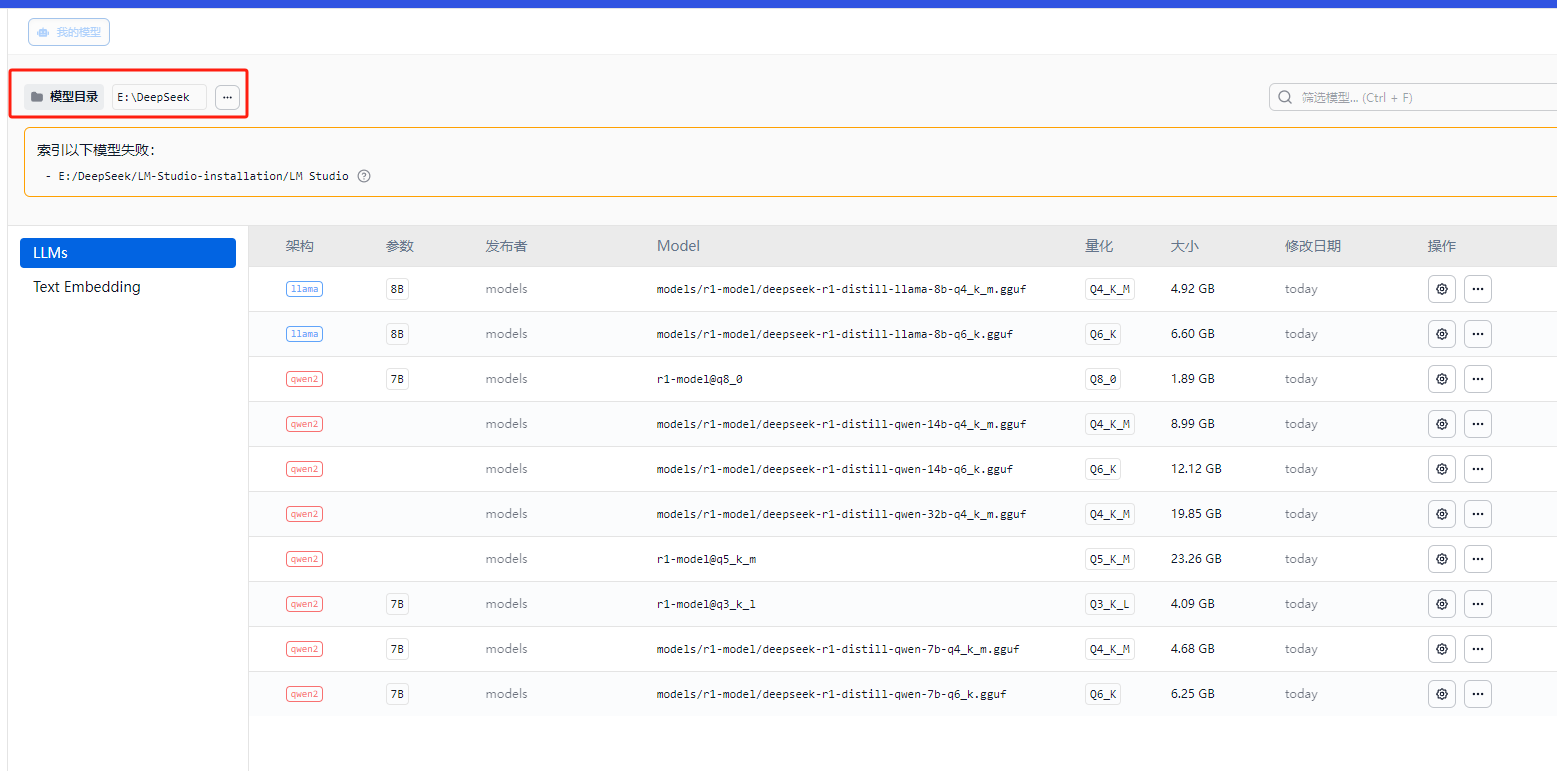 我的模型
模型目录 E:\DeepSeek ...
筛选模型... (Ctrl + F)
索引以下模型失败:
- E:/DeepSeek/LM-Studio-installation/LM Studio ?
LLMs
Text Embedding
架构 参数 发布者 Model 量化 大小 修改日期 操作
llama 8B models models/r1-model/deepseek-r1-distill-llama-8b-q4_k_m.gguf Q4_K_M 4.92 GB today ...
llama 8B models models/r1-model/deepseek-r1-distill-llama-8b-q6_k.gguf Q6_K 6.60 GB today ...
qwen2 7B models r1-model@q8_0 Q8_0 1.89 GB today ...
qwen2 models models/r1-model/deepseek-r1-distill-qwen-14b-q4_k_m.gguf Q4_K_M 8.99 GB today ...
qwen2 models models/r1-model/deepseek-r1-distill-qwen-14b-q6_k.gguf Q6_K 12.12 GB today ...
qwen2 models models/r1-model/deepseek-r1-distill-qwen-32b-q4_k_m.gguf Q4_K_M 19.85 GB today ...
qwen2 models r1-model@q5_k_m Q5_K_M 23.26 GB today ...
qwen2 7B models r1-model@q3_k_l Q3_K_L 4.09 GB today ...
qwen2 7B models models/r1-model/deepseek-r1-distill-qwen-7b-q4_k_m.gguf Q4_K_M 4.68 GB today ...
qwen2 7B models models/r1-model/deepseek-r1-distill-qwen-7b-q6_k.gguf Q6_K 6.25 GB today ...